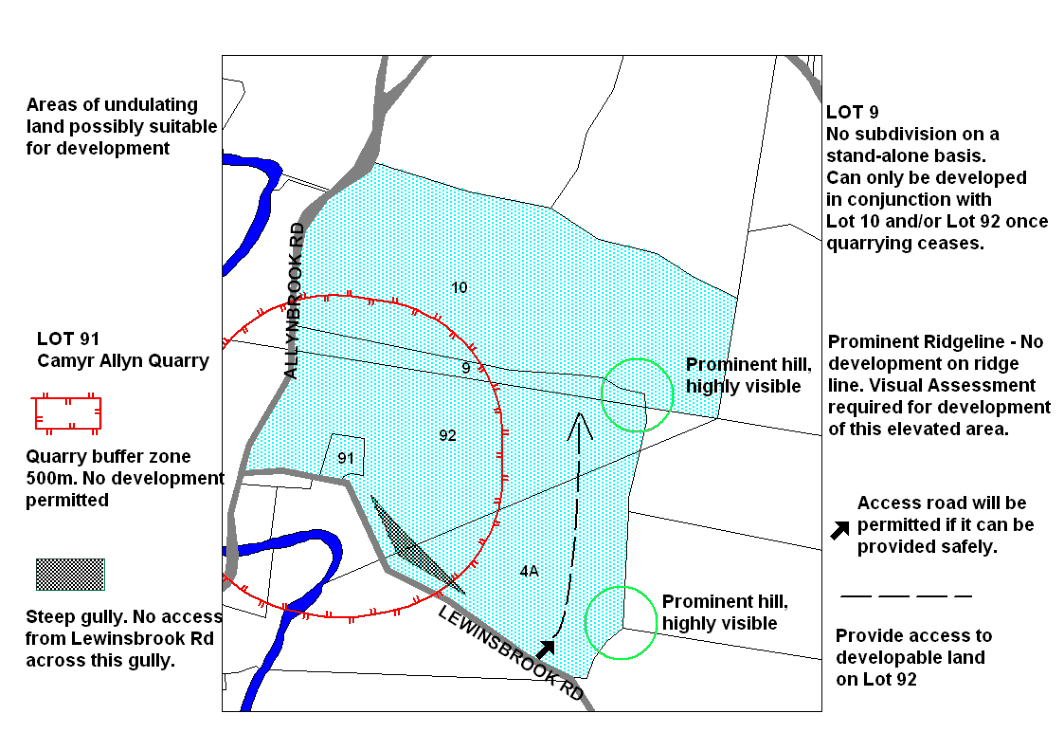 Areas of undulating
land possibly suitable
for development
LOT 91
Camyr Allyn Quarry
Quarry buffer zone
500m. No development
permitted
Steep gully. No access
from Lewinsbrook Rd
across this gully.
ALLYNBROOK RD
10
9
92
91
4A
Prominent hill,
highly visible
Prominent hill,
highly visible
LEWINSBROOK RD
LOT 9
No subdivision on a
stand-alone basis.
Can only be developed
in conjunction with
Lot 10 and/or Lot 92 once
quarrying ceases.
Prominent Ridgeline - No
development on ridge
line. Visual Assessment
required for development
of this elevated area.
Access road will be
permitted if it can be
provided safely.
Provide access to
developable land
on Lot 92